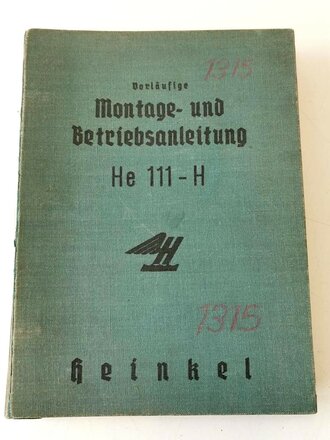 1315
Vorläufige
Montage- und
Betriebsanleitung
He 111-H
H
1315
Heinkel